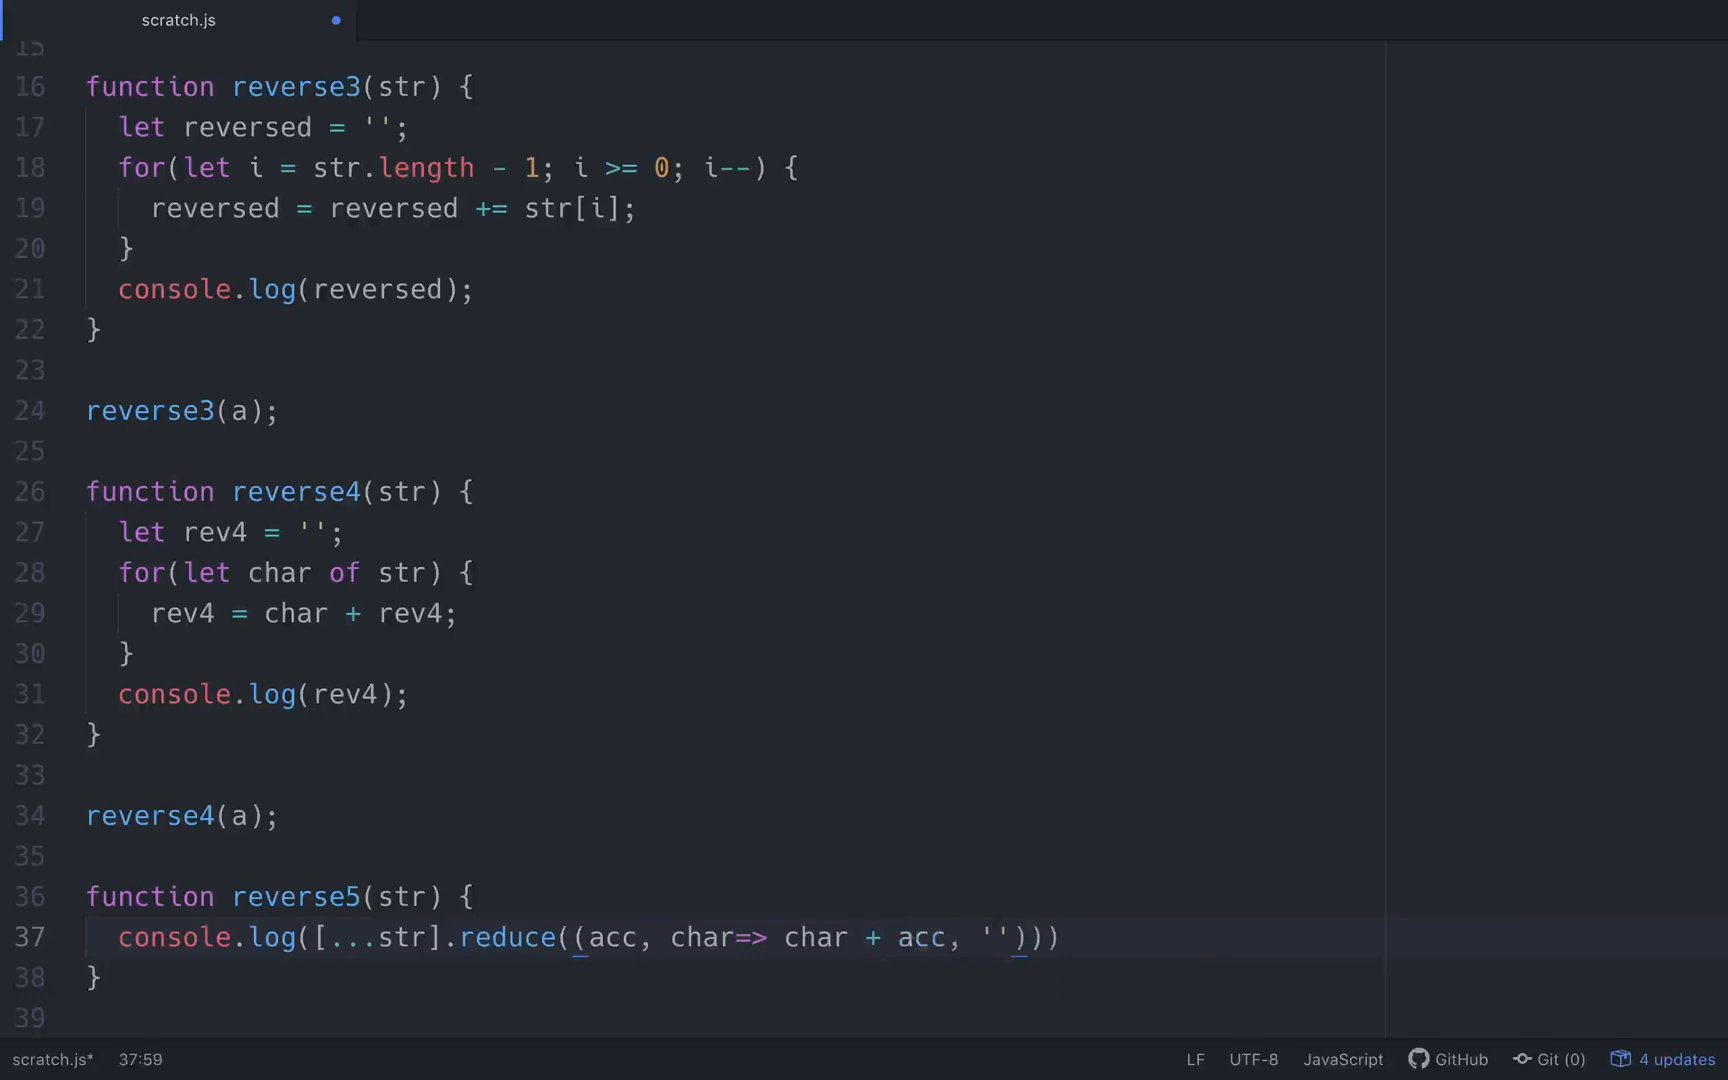 scratch.js
15
16 function reverse3(str) {
17 let reversed = '';
18 for(let i = str.length - 1; i >= 0; i--) {
19 reversed = reversed += str[i];
20 }
21 console.log(reversed);
22 }
23
24 reverse3(a);
25
26 function reverse4(str) {
27 let rev4 = '';
28 for(let char of str) {
29 rev4 = char + rev4;
30 }
31 console.log(rev4);
32 }
33
34 reverse4(a);
35
36 function reverse5(str) {
37 console.log([...str].reduce((acc, char=> char + acc, '')))
38 }
39
scratch.js* 37:59 LF UTF-8 JavaScript GitHub Git (0) 4 updates